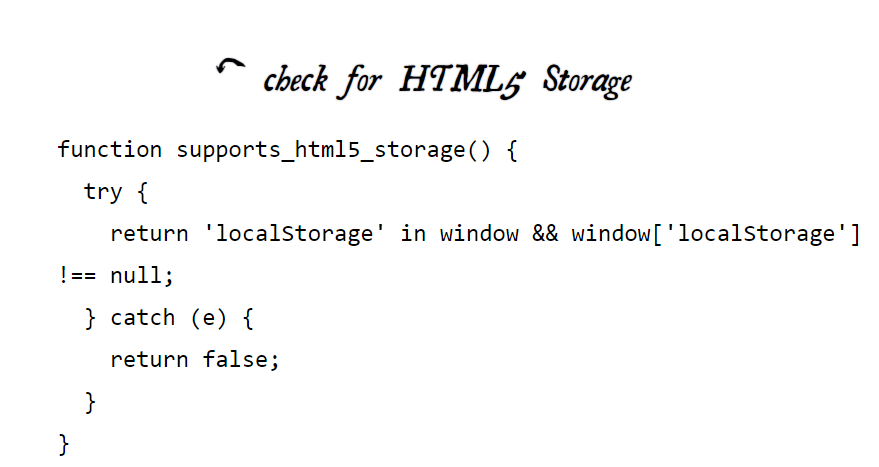 check for HTML5 Storage
function supports_html5_storage() {
  try {
    return 'localStorage' in window && window['localStorage']
!== null;
  } catch (e) {
    return false;
  }
}